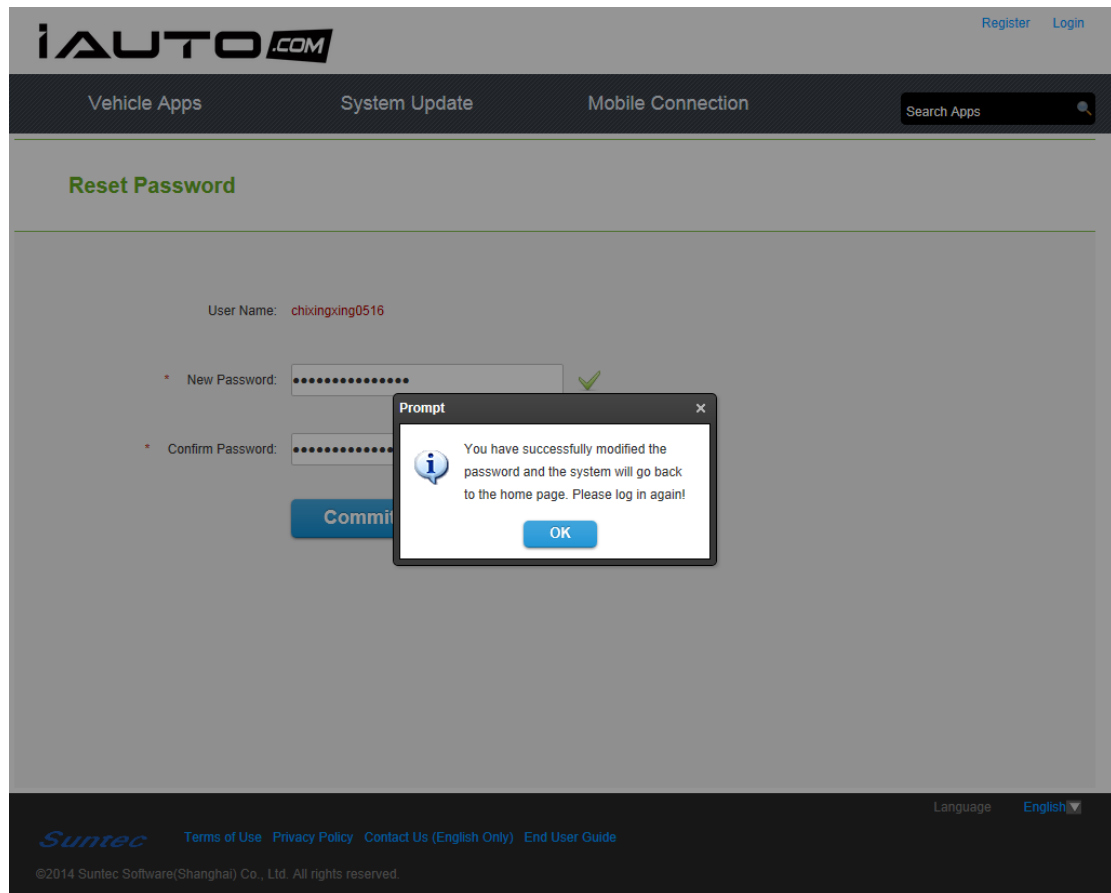 Register Login
iAUTO.COM
Vehicle Apps System Update Mobile Connection
Search Apps
Reset Password
User Name: chixingxing0516
* New Password: •••••••••••••••
Prompt ×
* Confirm Password:
You have successfully modified the
password and the system will go back
to the home page. Please log in again!
Commit
OK
Language English
Suntec Terms of Use Privacy Policy Contact Us (English Only) End User Guide
©2014 Suntec Software(Shanghai) Co., Ltd. All rights reserved.